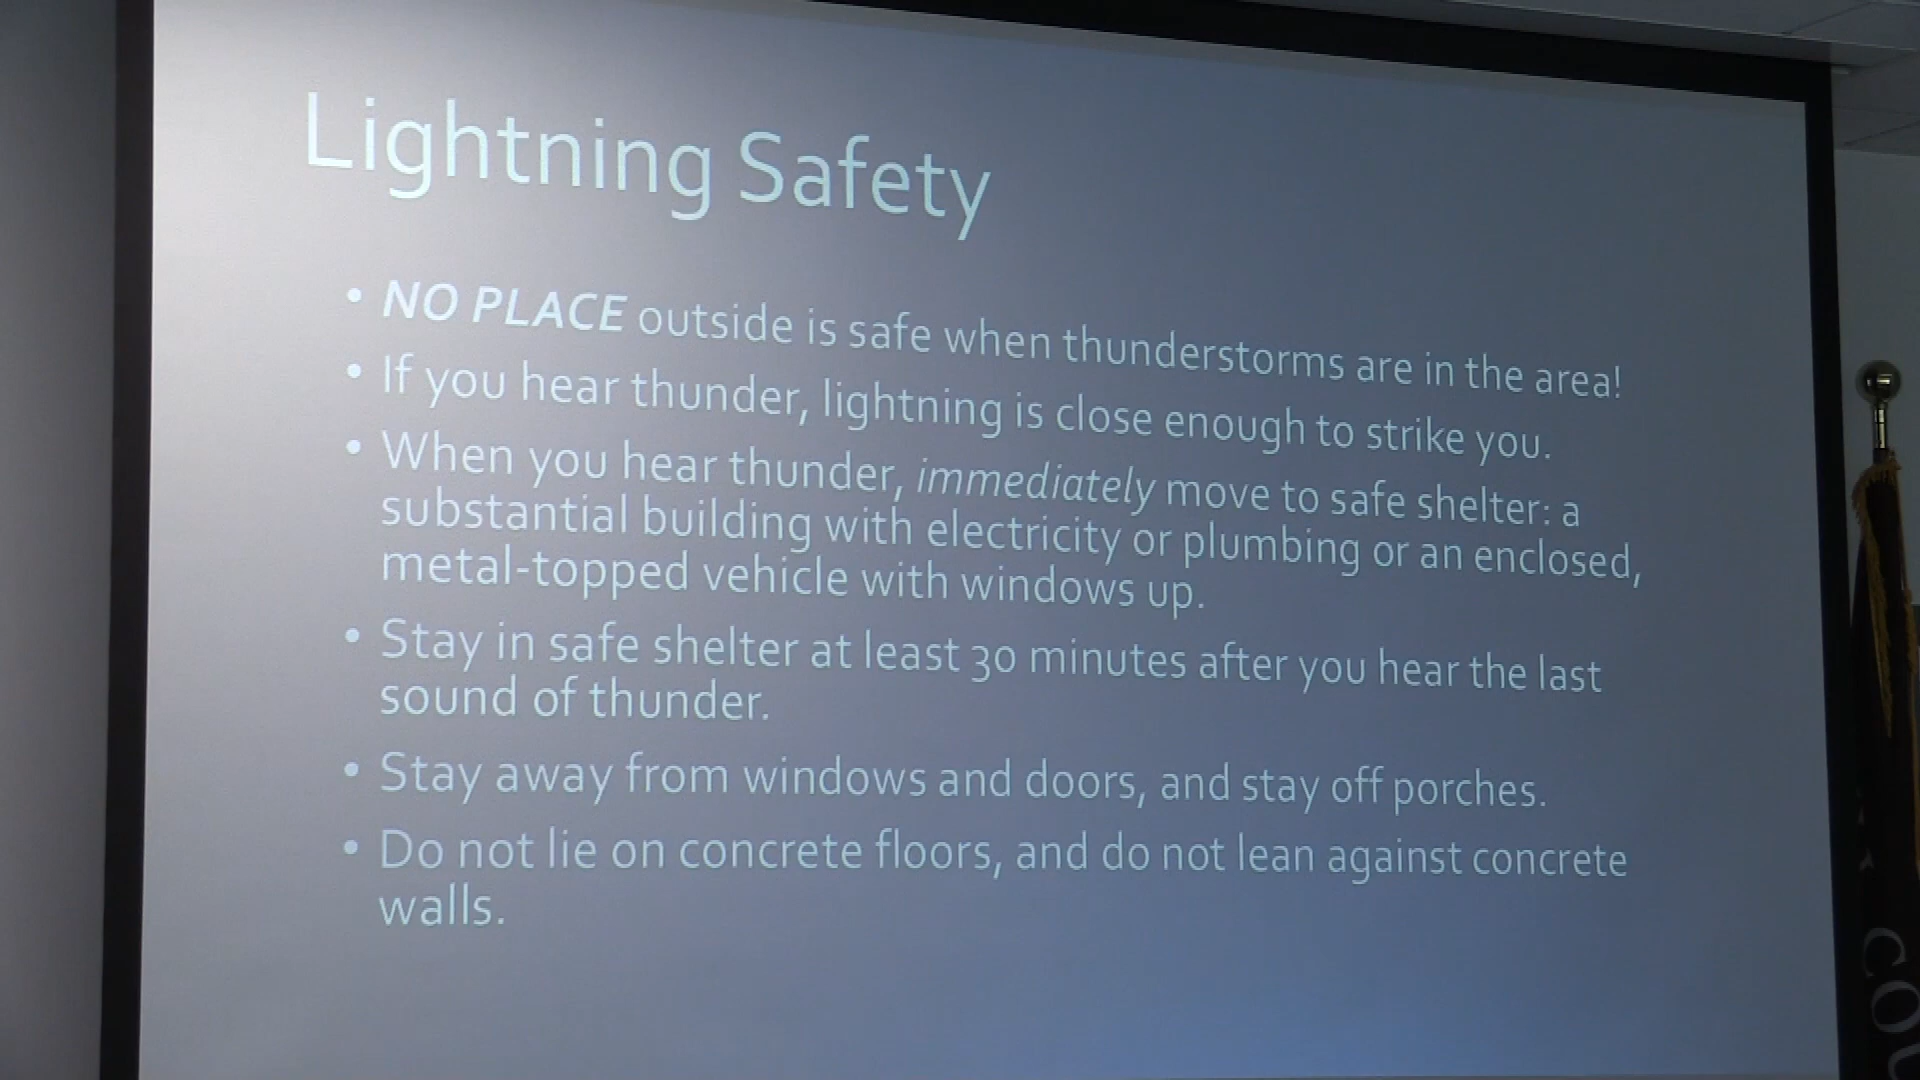 Lightning Safety
• NO PLACE outside is safe when thunderstorms are in the area!
• If you hear thunder, lightning is close enough to strike you.
• When you hear thunder, immediately move to safe shelter: a
substantial building with electricity or plumbing or an enclosed,
metal-topped vehicle with windows up.
• Stay in safe shelter at least 30 minutes after you hear the last
sound of thunder.
• Stay away from windows and doors, and stay off porches.
• Do not lie on concrete floors, and do not lean against concrete
walls.